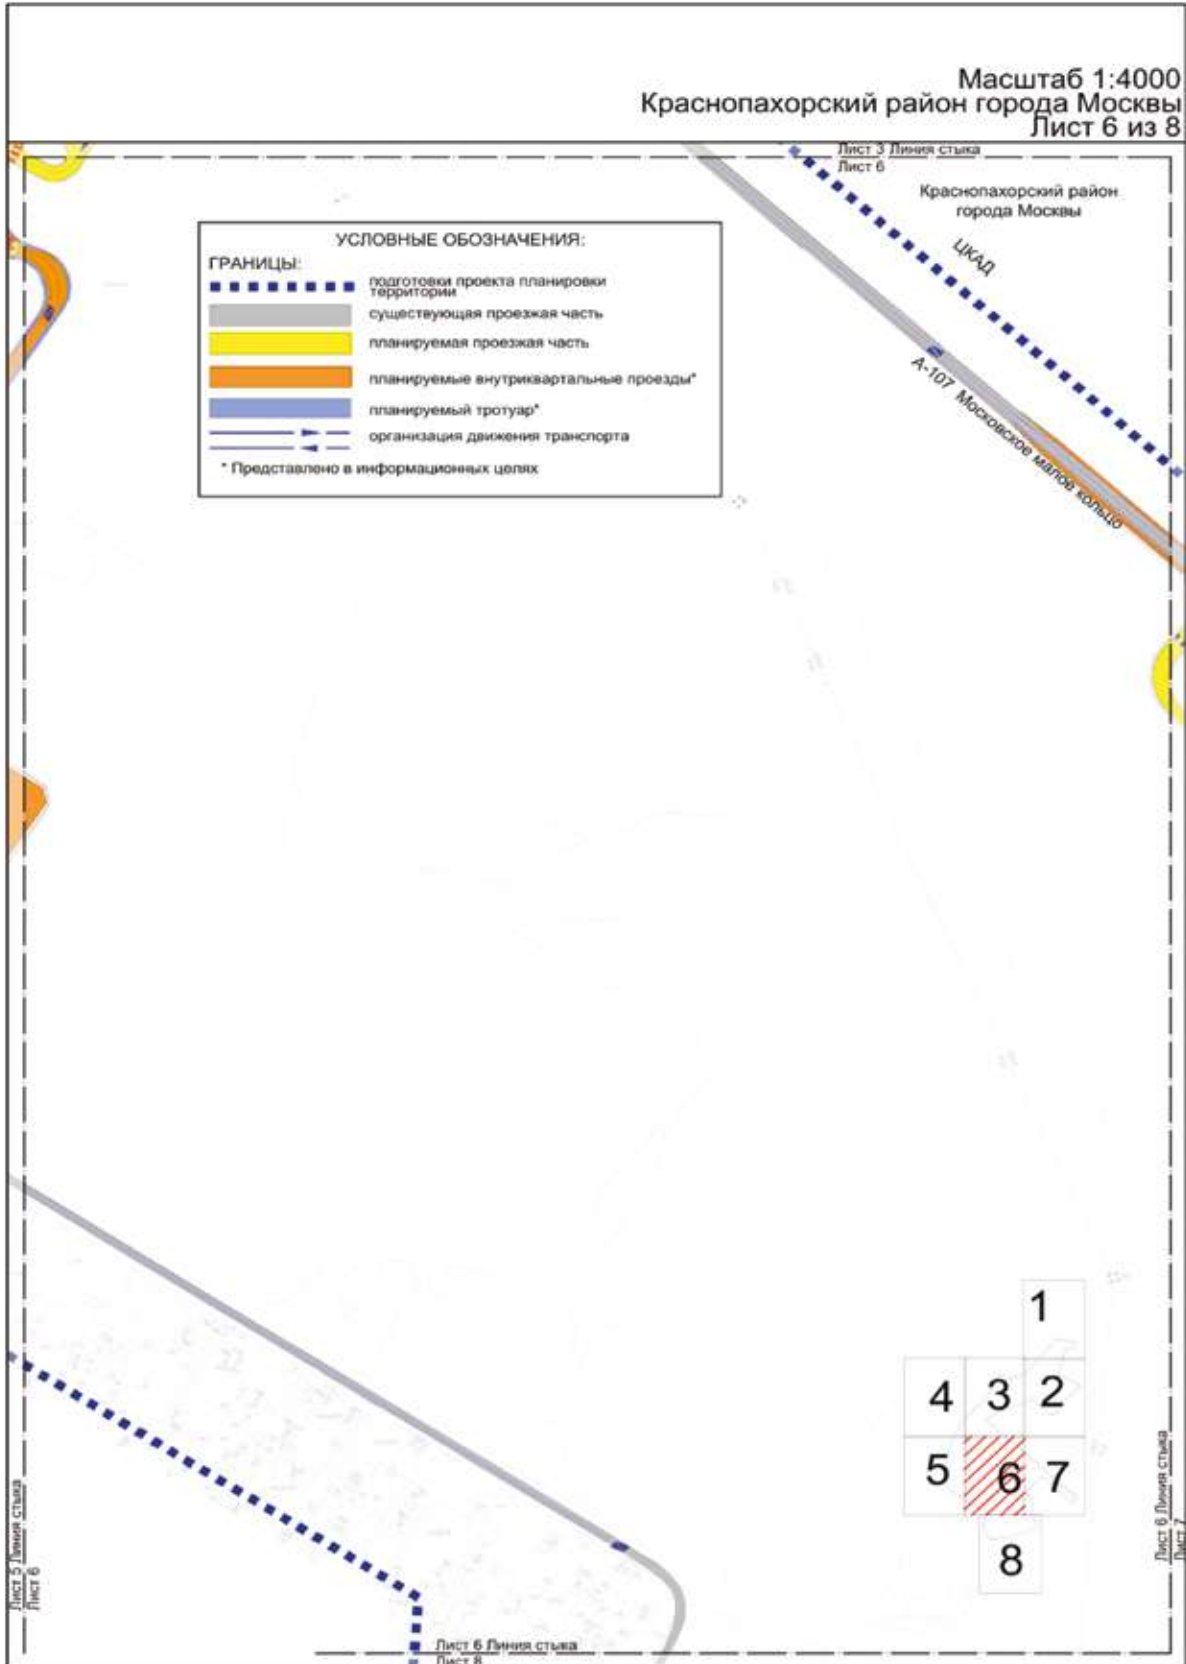 Масштаб 1:4000
Краснопахорский район города Москвы
Лист 6 из 8
Лист 3 Линия стыка
Лист 6
Краснопахорский район
города Москвы
ЦКАД
А-107 Московское малое кольцо
УСЛОВНЫЕ ОБОЗНАЧЕНИЯ:
ГРАНИЦЫ:
подготовки проекта планировки
территории
существующая проезжая часть
планируемая проезжая часть
планируемые внутриквартальные проезды*
планируемый тротуар*
организация движения транспорта
* Представлено в информационных целях
1
4 3 2
5 6 7
8
Лист 5 Линия стыка
Лист 6
Лист 6 Линия стыка
Лист 7
Лист 6 Линия стыка
Лист 8